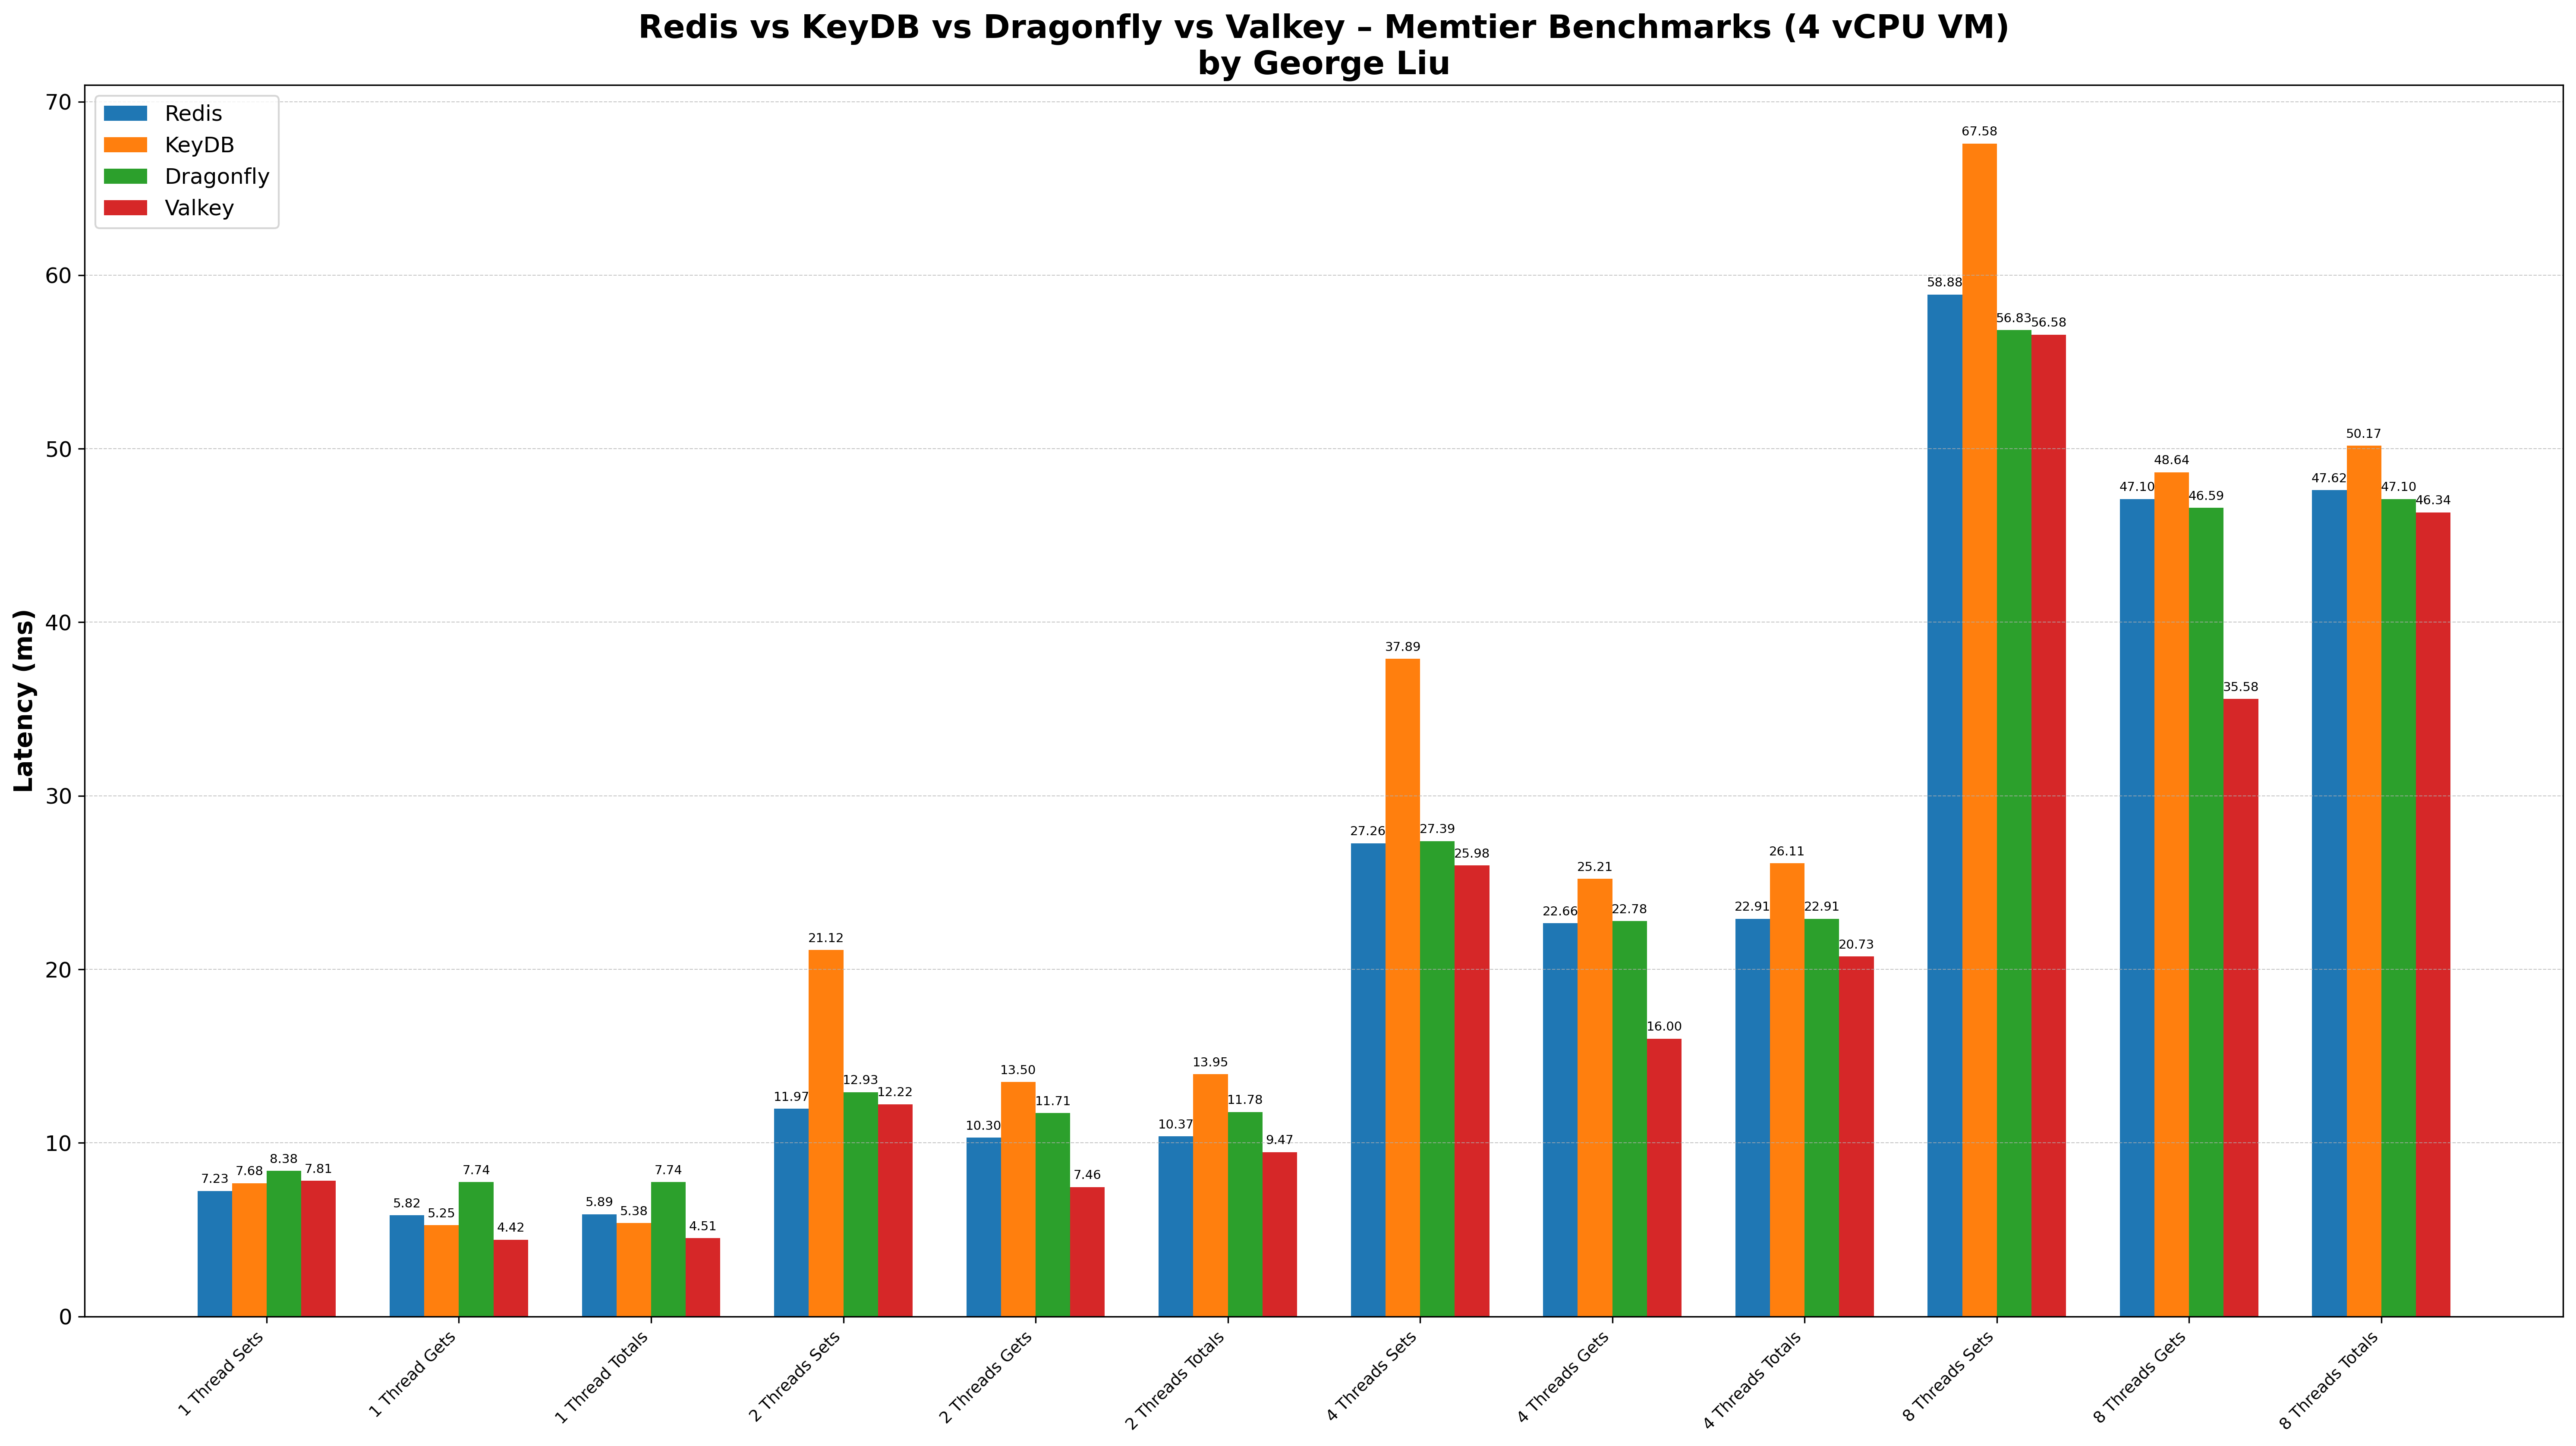 Redis vs KeyDB vs Dragonfly vs Valkey – Memtier Benchmarks (4 vCPU VM)
by George Liu
Redis
KeyDB
Dragonfly
Valkey
Latency (ms)
70
60
50
40
30
20
10
0
7.23
7.68
8.38
7.81
5.82
5.25
7.74
4.42
5.89
5.38
7.74
4.51
11.97
21.12
12.93
12.22
10.30
13.50
11.71
7.46
10.37
13.95
11.78
9.47
27.26
37.89
27.39
25.98
22.66
25.21
22.78
16.00
22.91
26.11
22.91
20.73
58.88
67.58
56.83
56.58
47.10
48.64
46.59
35.58
47.62
50.17
47.10
46.34
1 Thread Sets
1 Thread Gets
1 Thread Totals
2 Threads Sets
2 Threads Gets
2 Threads Totals
4 Threads Sets
4 Threads Gets
4 Threads Totals
8 Threads Sets
8 Threads Gets
8 Threads Totals